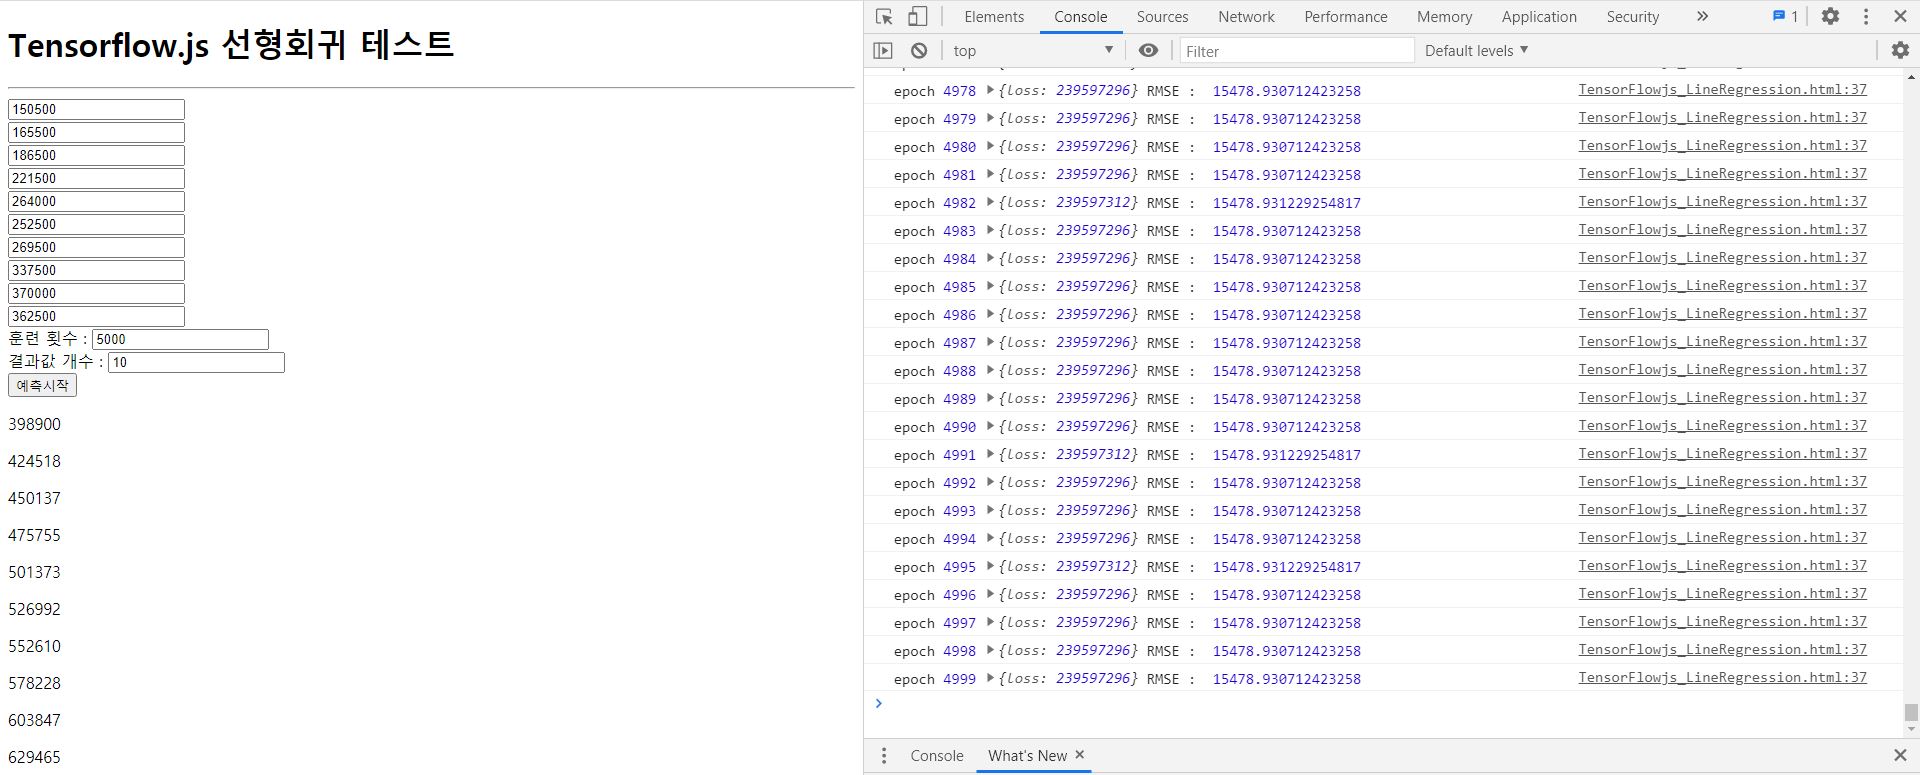 Tensorflow.js 선형회귀 테스트
150500
165500
186500
221500
264000
252500
269500
337500
370000
362500
훈련 횟수 : 5000
결과값 개수 : 10
예측시작
398900
424518
450137
475755
501373
526992
552610
578228
603847
629465
Elements Console Sources Network Performance Memory Application Security » 1
top Filter Default levels ▼
epoch 4978 {loss: 239597296} RMSE : 15478.930712423258 TensorFlowjs_LineRegression.html:37
epoch 4979 {loss: 239597296} RMSE : 15478.930712423258 TensorFlowjs_LineRegression.html:37
epoch 4980 {loss: 239597296} RMSE : 15478.930712423258 TensorFlowjs_LineRegression.html:37
epoch 4981 {loss: 239597296} RMSE : 15478.930712423258 TensorFlowjs_LineRegression.html:37
epoch 4982 {loss: 239597312} RMSE : 15478.931229254817 TensorFlowjs_LineRegression.html:37
epoch 4983 {loss: 239597296} RMSE : 15478.930712423258 TensorFlowjs_LineRegression.html:37
epoch 4984 {loss: 239597296} RMSE : 15478.930712423258 TensorFlowjs_LineRegression.html:37
epoch 4985 {loss: 239597296} RMSE : 15478.930712423258 TensorFlowjs_LineRegression.html:37
epoch 4986 {loss: 239597296} RMSE : 15478.930712423258 TensorFlowjs_LineRegression.html:37
epoch 4987 {loss: 239597296} RMSE : 15478.930712423258 TensorFlowjs_LineRegression.html:37
epoch 4988 {loss: 239597296} RMSE : 15478.930712423258 TensorFlowjs_LineRegression.html:37
epoch 4989 {loss: 239597296} RMSE : 15478.930712423258 TensorFlowjs_LineRegression.html:37
epoch 4990 {loss: 239597296} RMSE : 15478.930712423258 TensorFlowjs_LineRegression.html:37
epoch 4991 {loss: 239597312} RMSE : 15478.931229254817 TensorFlowjs_LineRegression.html:37
epoch 4992 {loss: 239597296} RMSE : 15478.930712423258 TensorFlowjs_LineRegression.html:37
epoch 4993 {loss: 239597296} RMSE : 15478.930712423258 TensorFlowjs_LineRegression.html:37
epoch 4994 {loss: 239597296} RMSE : 15478.930712423258 TensorFlowjs_LineRegression.html:37
epoch 4995 {loss: 239597312} RMSE : 15478.931229254817 TensorFlowjs_LineRegression.html:37
epoch 4996 {loss: 239597296} RMSE : 15478.930712423258 TensorFlowjs_LineRegression.html:37
epoch 4997 {loss: 239597296} RMSE : 15478.930712423258 TensorFlowjs_LineRegression.html:37
epoch 4998 {loss: 239597296} RMSE : 15478.930712423258 TensorFlowjs_LineRegression.html:37
epoch 4999 {loss: 239597296} RMSE : 15478.930712423258 TensorFlowjs_LineRegression.html:37
Console What's New